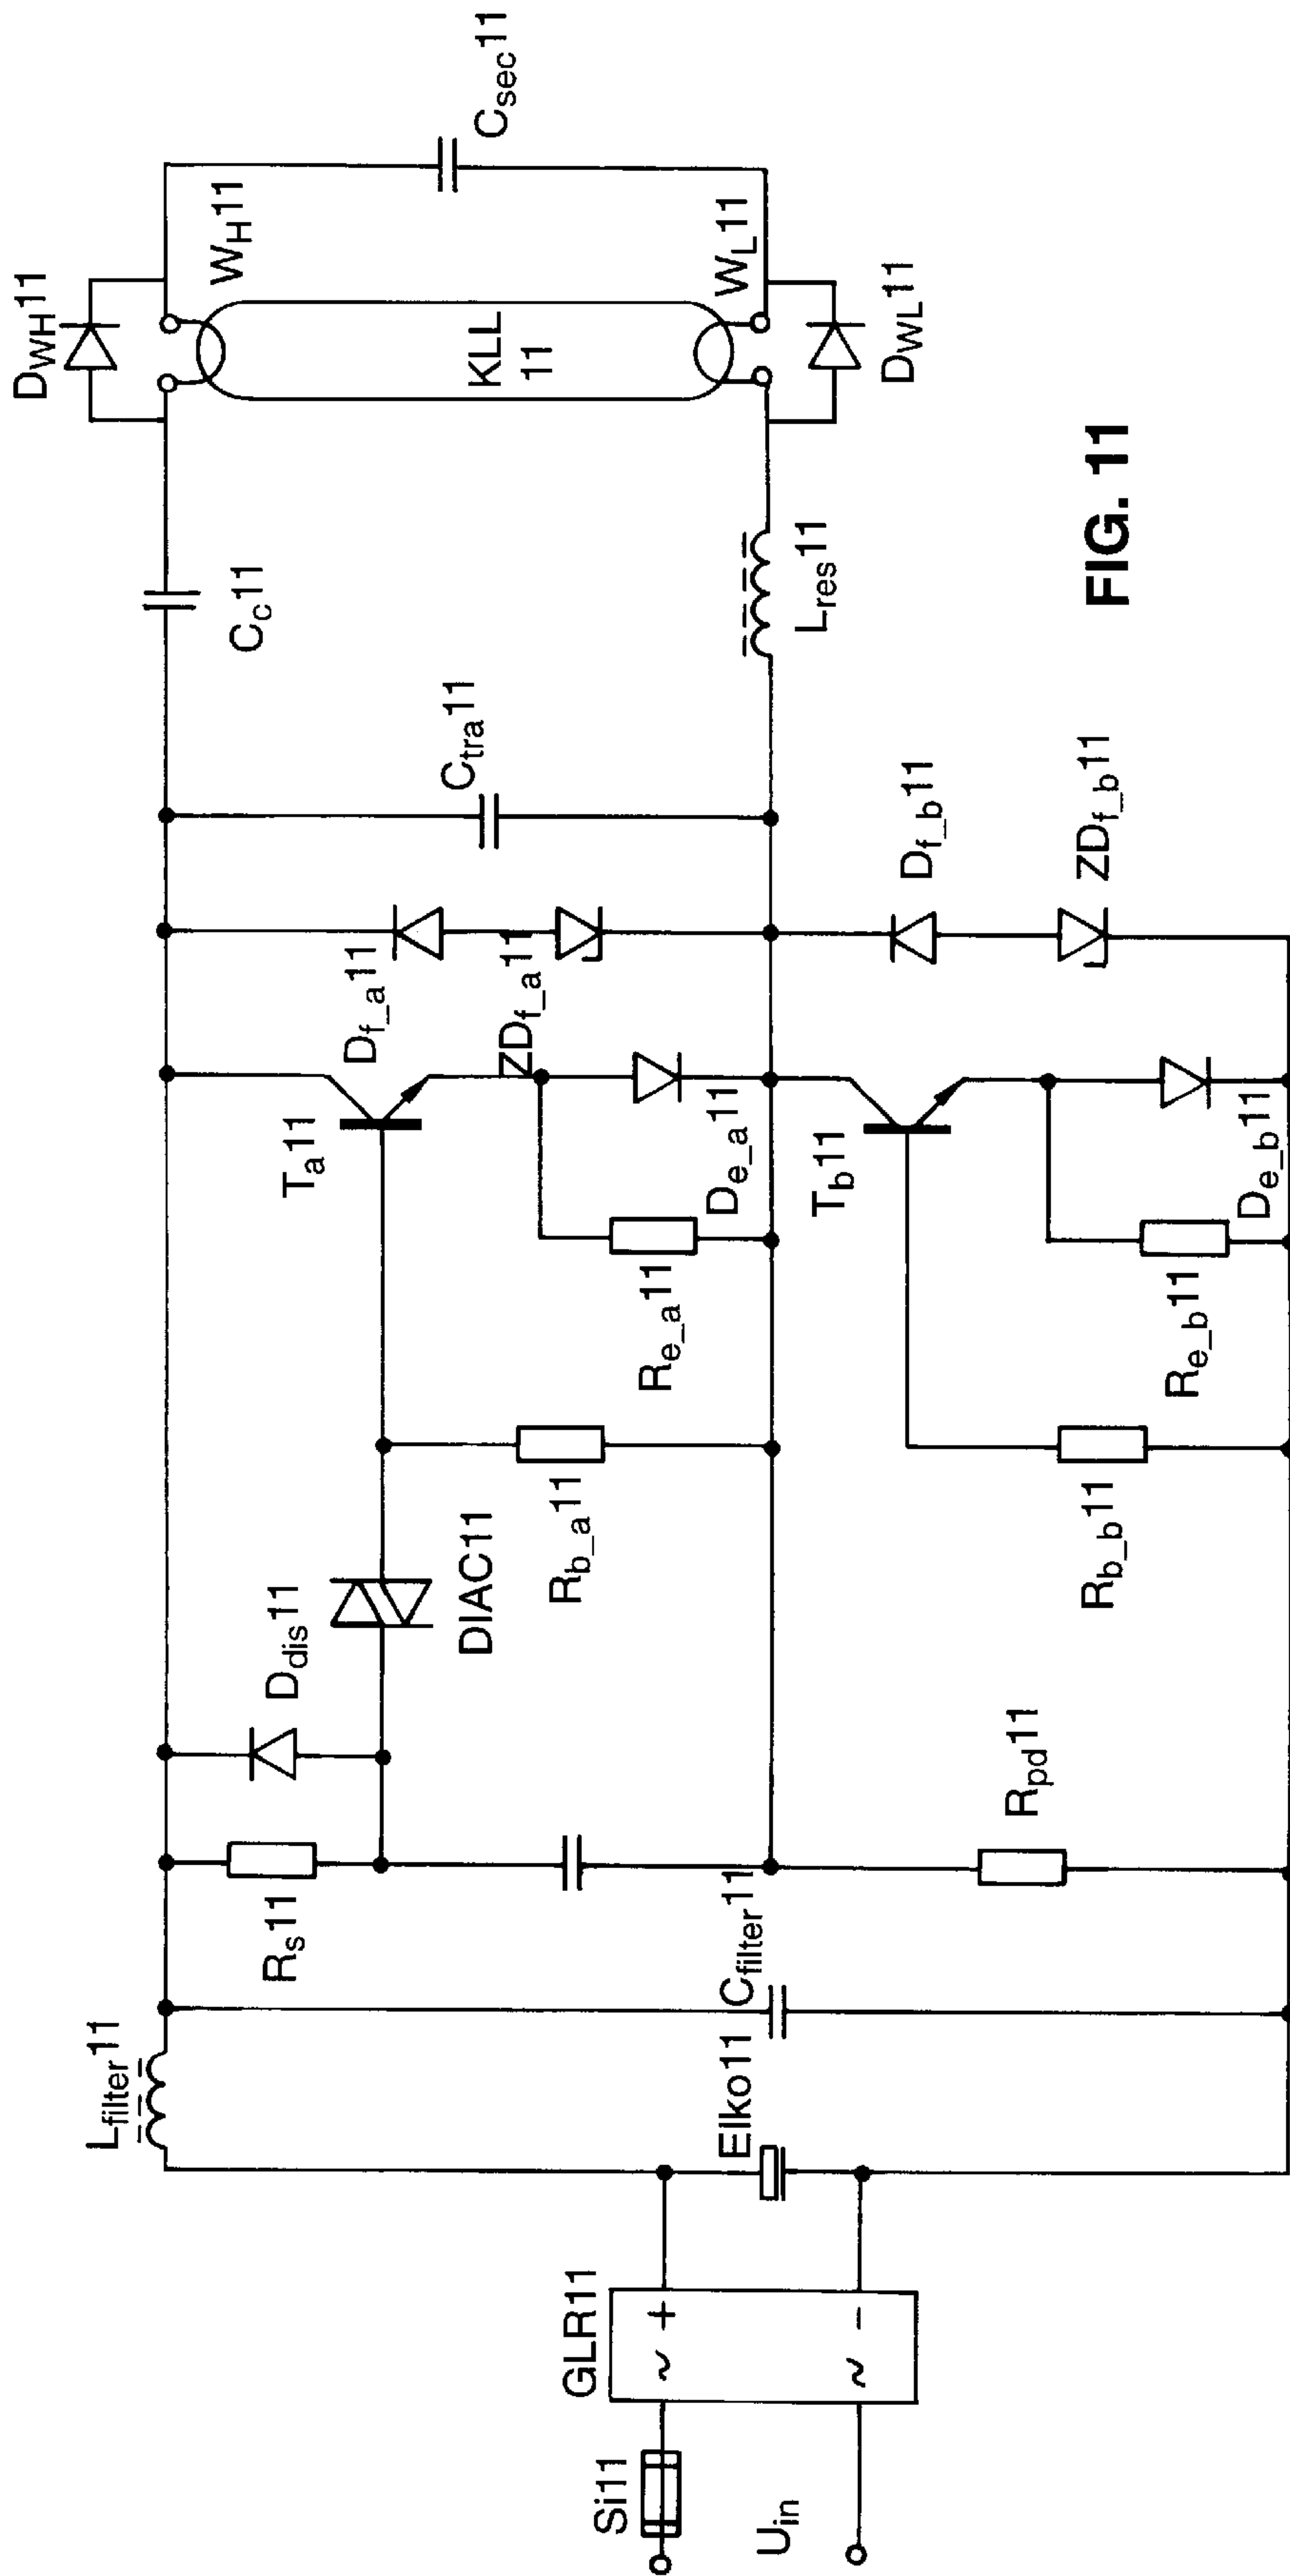 Si11
U_in
GLR11
~ +
~ -
Elko11
L_filter11
C_filter11
R_s11
D_dis11
R_pd11
DIAC11
R_b_a11
R_b_b11
T_a11
R_e_a11
D_e_a11
T_b11
R_e_b11
D_e_b11
D_f_a11
ZD_f_a11
D_f_b11
ZD_f_b11
C_tra11
C_c11
L_res11
D_WH11
W_H11
KLL
11
W_L11
D_WL11
C_sec11
FIG. 11